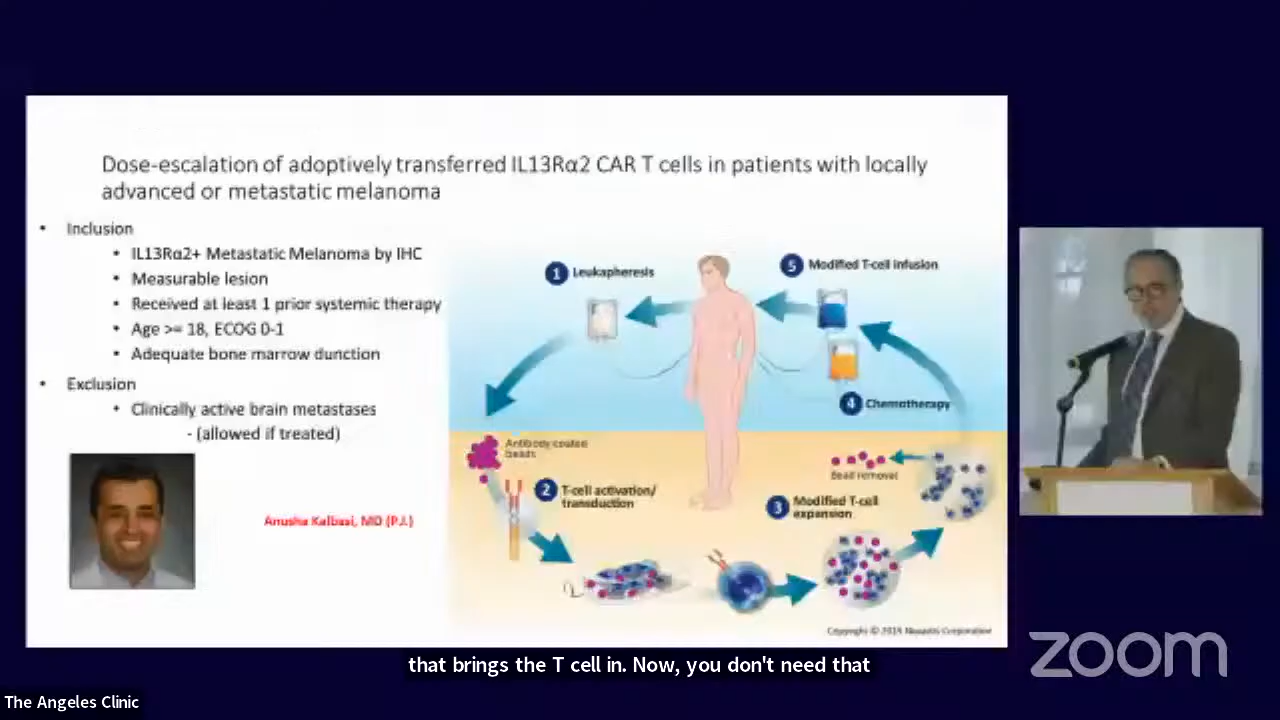 Dose-escalation of adoptively transferred IL13Rα2 CAR T cells in patients with locally
advanced or metastatic melanoma
• Inclusion
• IL13Rα2+ Metastatic Melanoma by IHC
• Measurable lesion
• Received at least 1 prior systemic therapy
• Age >= 18, ECOG 0-1
• Adequate bone marrow dunction
• Exclusion
• Clinically active brain metastases
- (allowed if treated)
Anusha Kalbasi, MD (P.I.)
1 Leukapheresis
5 Modified T-cell infusion
4 Chemotherapy
Antibody coated
beads
2 T-cell activation/
transduction
Bead removal
3 Modified T-cell
expansion
Copyright © 2015 Novartis Corporation
that brings the T cell in. Now, you don't need that
zoom
The Angeles Clinic